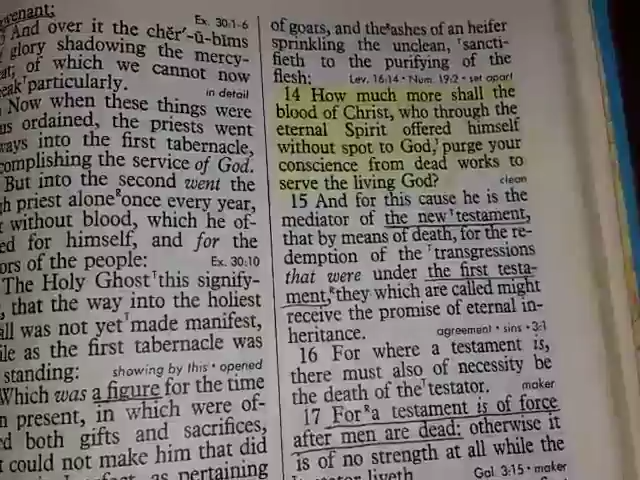 venant;
Ex. 30:1-6
And over it the chĕr′-ū-bĭms
glory shadowing the mercy-
of which we cannot now
particularly.
in detail
Now when these things were
ordained, the priests went
into the first tabernacle,
complishing the service of God.
But into the second went the
priest alone once every year,
without blood, which he of-
for himself, and for the
of the people:
Ex. 30:10
The Holy Ghost this signify-
that the way into the holiest
was not yet made manifest,
as the first tabernacle was
standing:
showing by this • opened
Which was a figure for the time
present, in which were of-
both gifts and sacrifices,
could not make him that did
as pertaining
of goats, and the ashes of an heifer
sprinkling the unclean, sancti-
fieth to the purifying of the
flesh:
Lev. 16:14 • Num. 19:2 • set apart
14 How much more shall the
blood of Christ, who through the
eternal Spirit offered himself
without spot to God, purge your
conscience from dead works to
serve the living God?
clean
15 And for this cause he is the
mediator of the new testament,
that by means of death, for the re-
demption of the transgressions
that were under the first testa-
ment, they which are called might
receive the promise of eternal in-
heritance.
agreement • sins • 3:1
16 For where a testament is,
there must also of necessity be
the death of the testator.
maker
17 For a testament is of force
after men are dead: otherwise it
is of no strength at all while the
liveth
Gal. 3:15 • maker